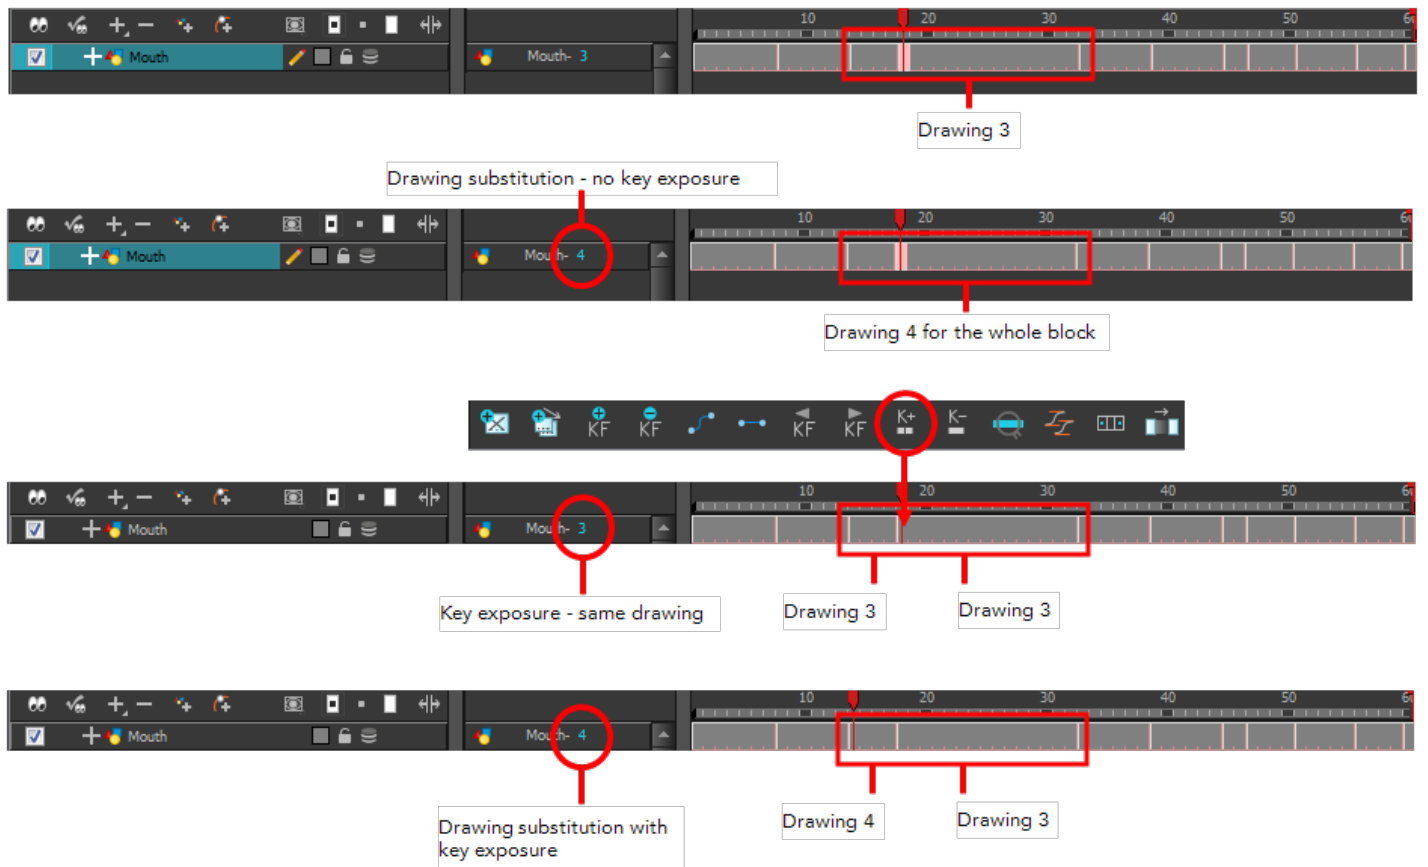 10 20 30 40 50
Mouth Mouth- 3
Drawing 3
Drawing substitution - no key exposure
10 20 30 40 50
Mouth Mouth- 4
Drawing 4 for the whole block
KF KF KF KF K+ K-
10 20 30 40 50
Mouth Mouth- 3
Key exposure - same drawing
Drawing 3
Drawing 3
10 20 30 40 50
Mouth Mouth- 4
Drawing 4
Drawing 3
Drawing substitution with
key exposure